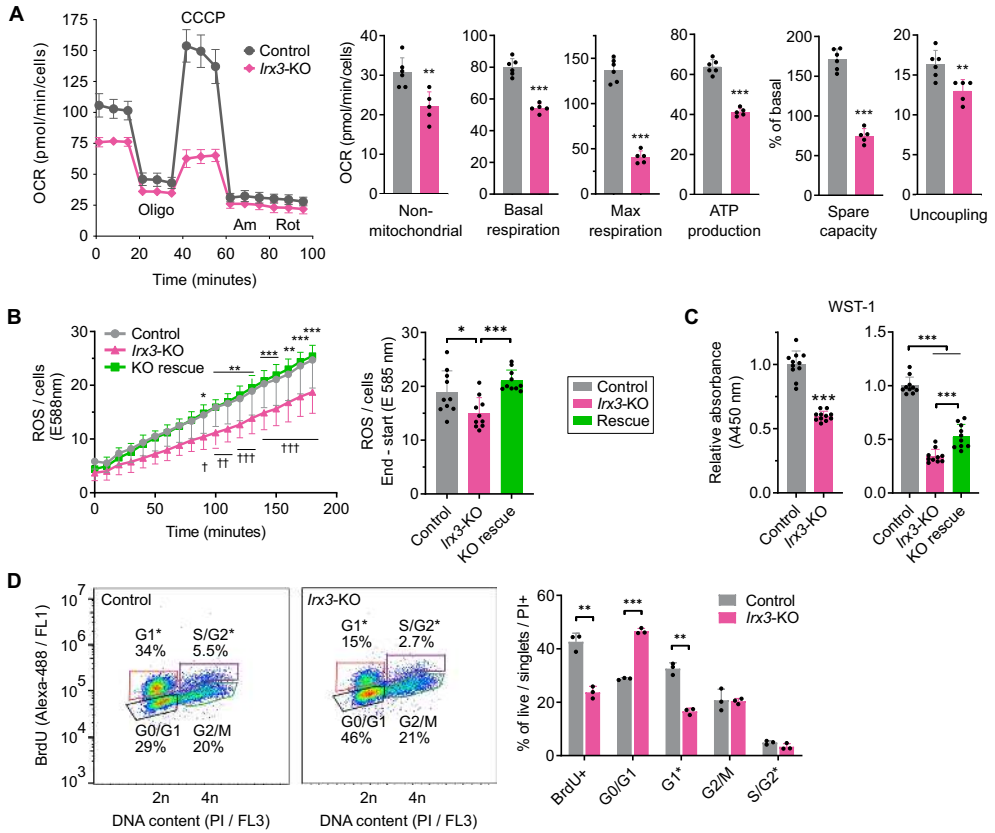 A
CCCP
175
150
125
100
75
50
25
0
OCR (pmol/min/cells)
Control
Irx3-KO
Oligo
Am
Rot
0 20 40 60 80 100
Time (minutes)
OCR (pmol/min/cells)
50
40
30
20
10
0
**
Non-
mitochondrial
100
80
60
40
20
0
***
Basal
respiration
150
100
50
0
***
Max
respiration
80
60
40
20
0
***
ATP
production
% of basal
200
150
100
50
0
***
Spare
capacity
20
15
10
5
0
**
Uncoupling
B
ROS / cells
(E588nm)
30
20
10
0
Control
Irx3-KO
KO rescue
* ** *** ** *** ***
† †† ††† †††
0 50 100 150 200
Time (minutes)
ROS / cells
End - start (E 585 nm)
30
20
10
0
* ***
Control
Irx3-KO
KO rescue
Control
Irx3-KO
Rescue
C
WST-1
Relative absorbance
(A450 nm)
1.0
0.5
0.0
***
Control
Irx3-KO
1.5
1.0
0.5
0.0
***
***
Control
Irx3-KO
KO rescue
D
BrdU (Alexa-488 / FL1)
10^7
10^6
10^5
10^4
10^3
Control
G1* S/G2*
34% 5.5%
G0/G1 G2/M
29% 20%
2n 4n
DNA content (PI / FL3)
Irx3-KO
G1* S/G2*
15% 2.7%
G0/G1 G2/M
46% 21%
2n 4n
DNA content (PI / FL3)
% of live / singlets / PI+
60
40
20
0
** *** **
Control
Irx3-KO
BrdU+
G0/G1
G1*
G2/M
S/G2*